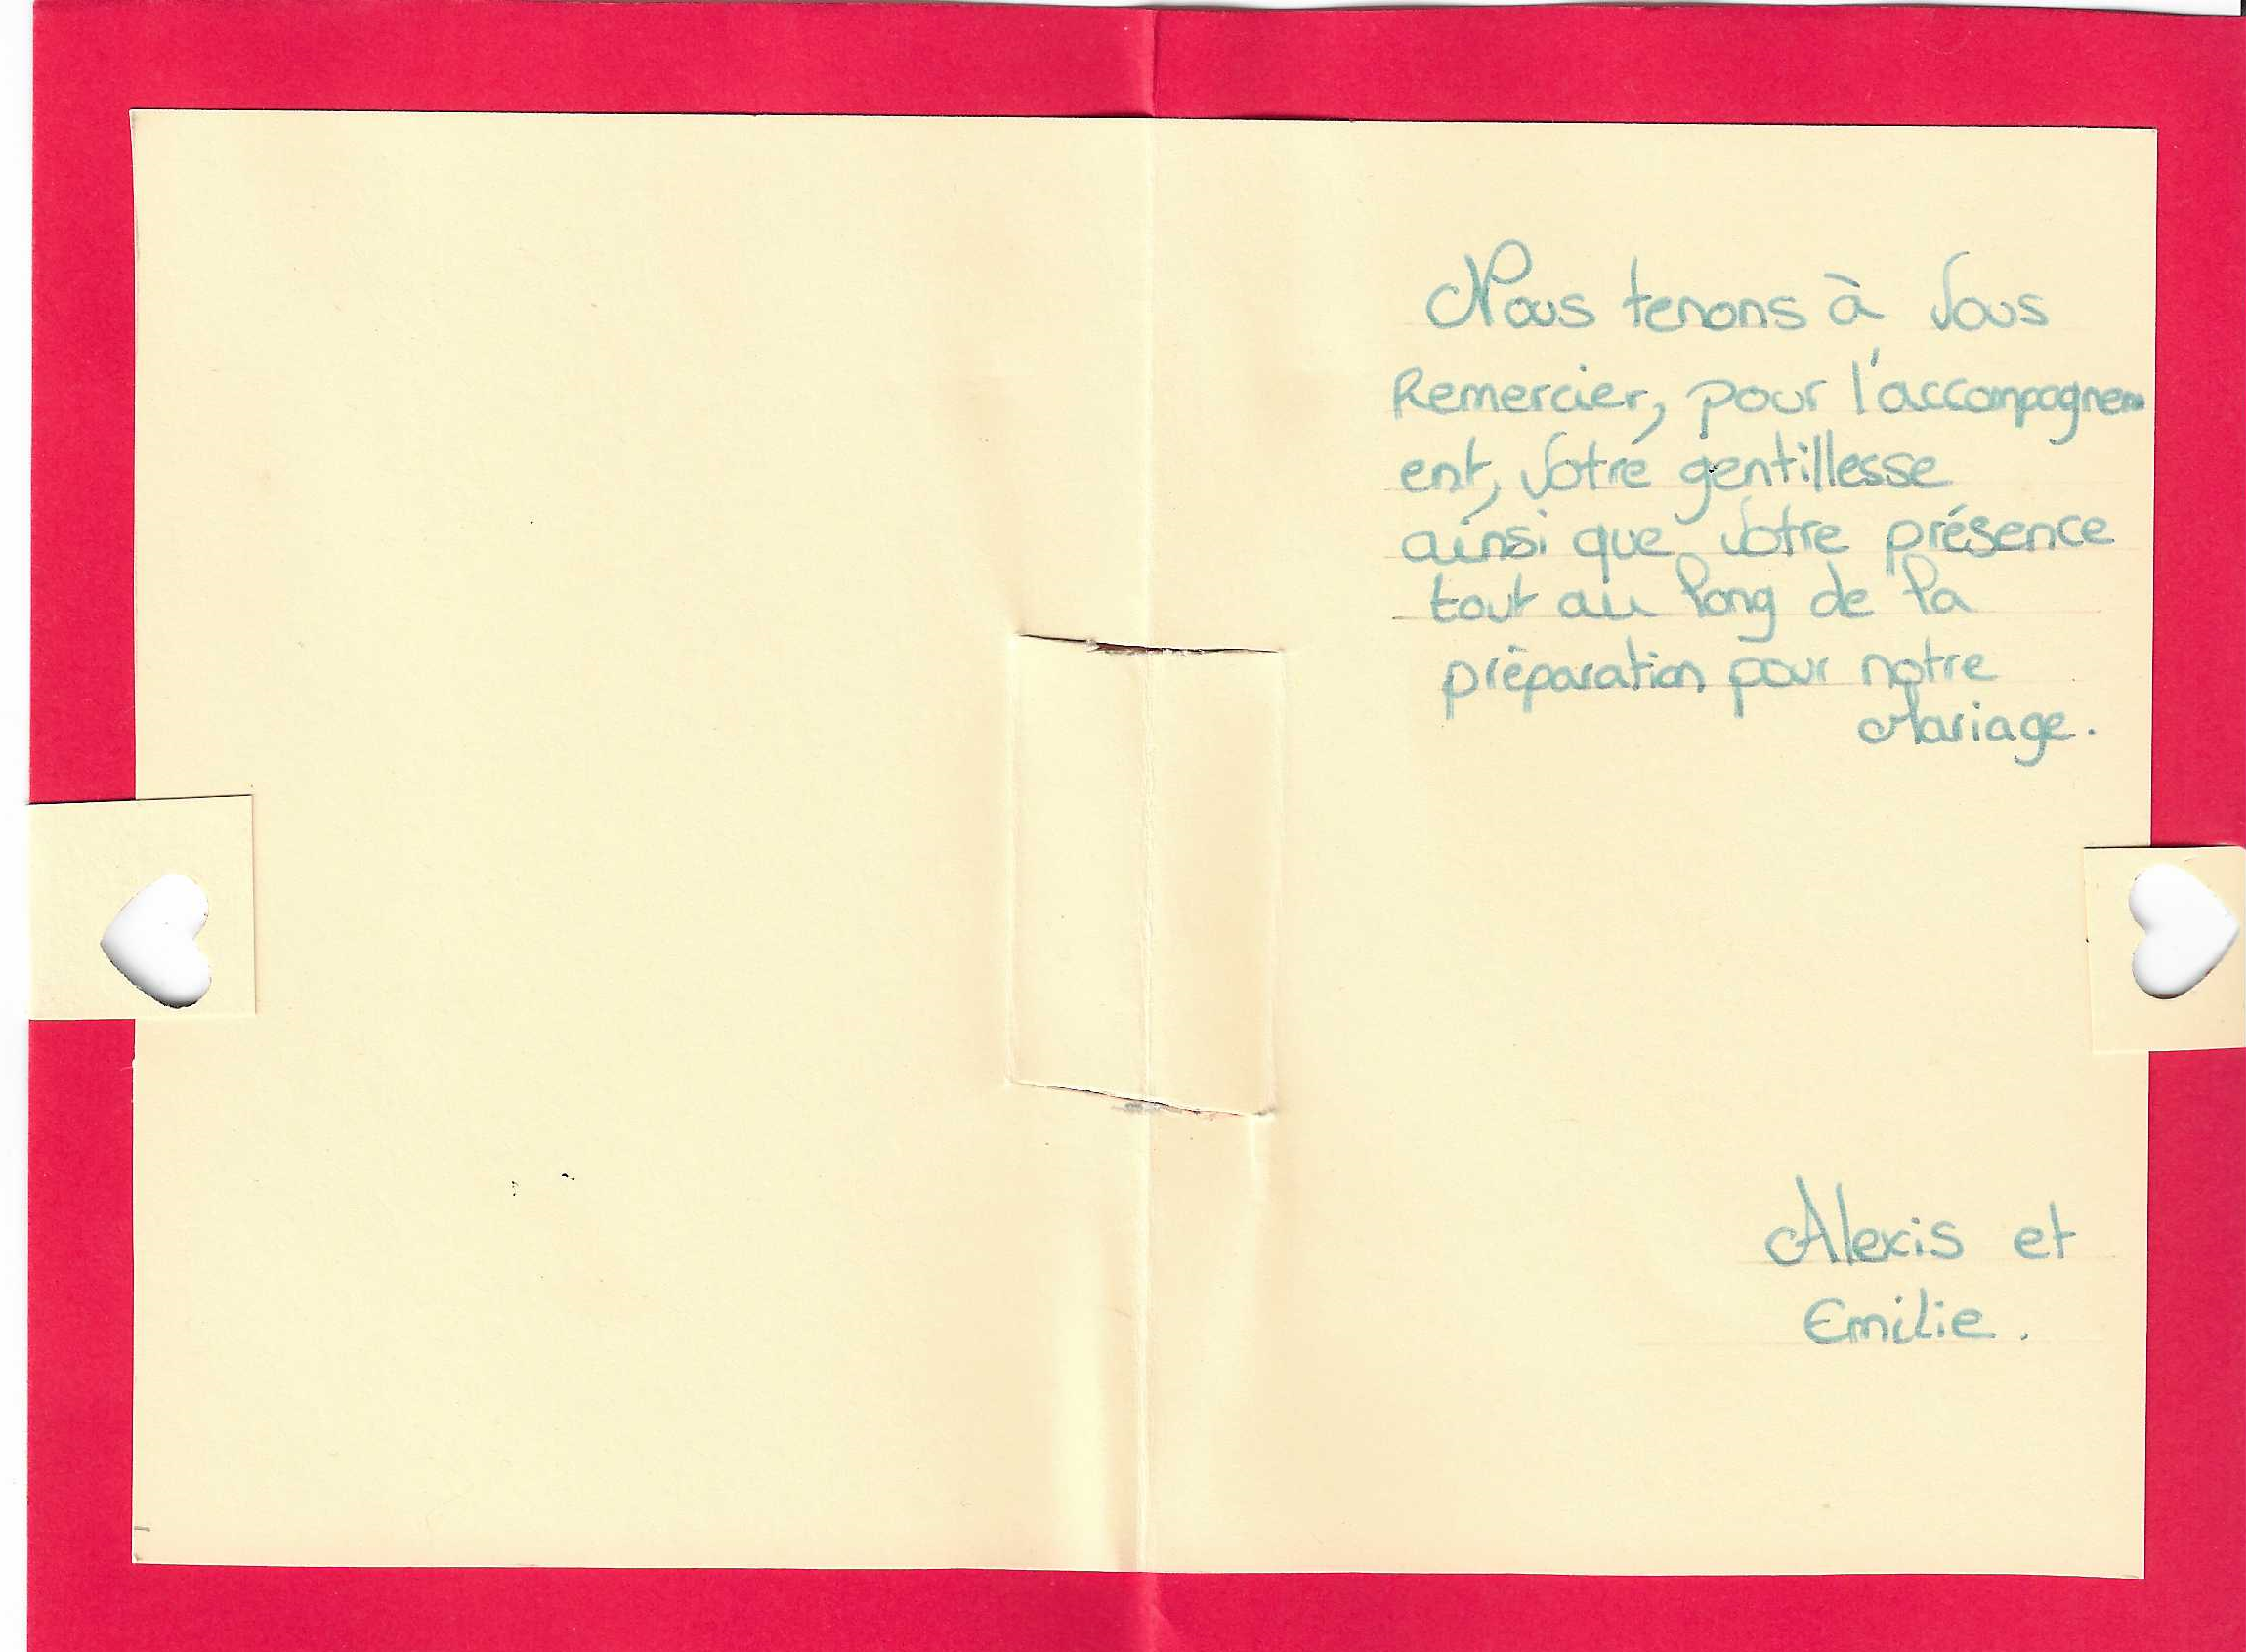 Nous tenons à Vous
Remercier, pour l'accompagnem
ent, Votre gentillesse
ainsi que Votre présence
tout au long de la
préparation pour notre
Mariage.
Alexis et
Emilie.